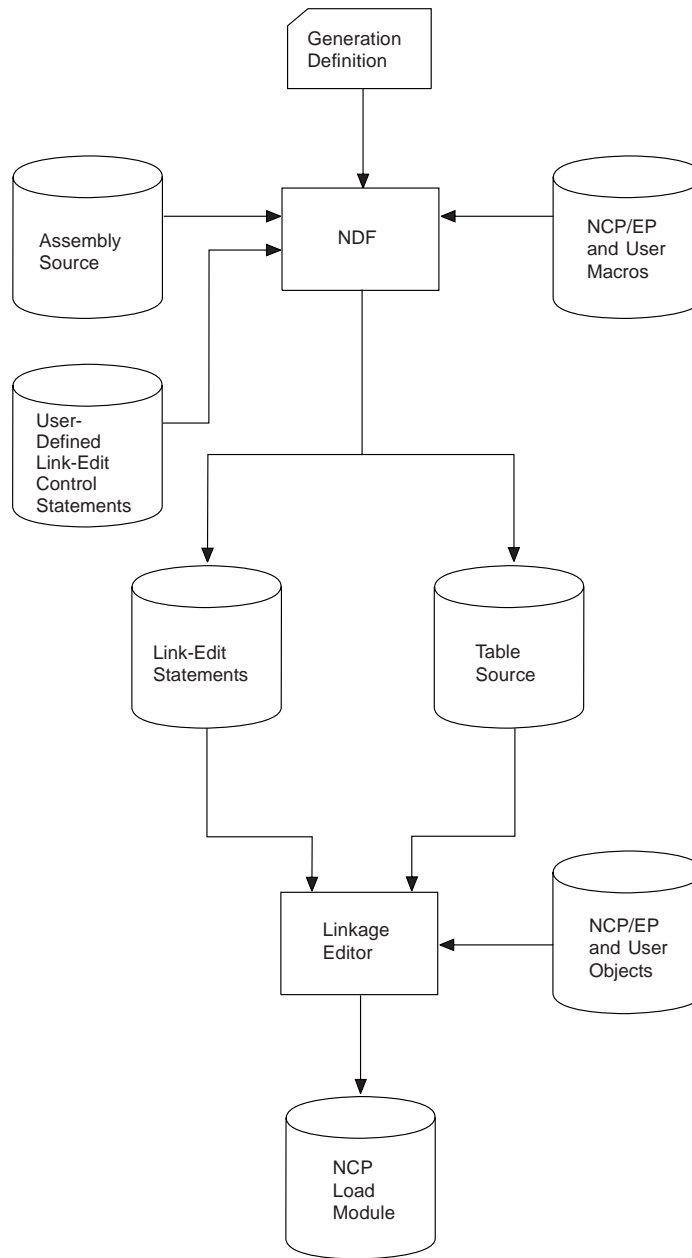 Generation
Definition
Assembly
Source
NDF
NCP/EP
and User
Macros
User-
Defined
Link-Edit
Control
Statements
Link-Edit
Statements
Table
Source
Linkage
Editor
NCP/EP
and User
Objects
NCP
Load
Module